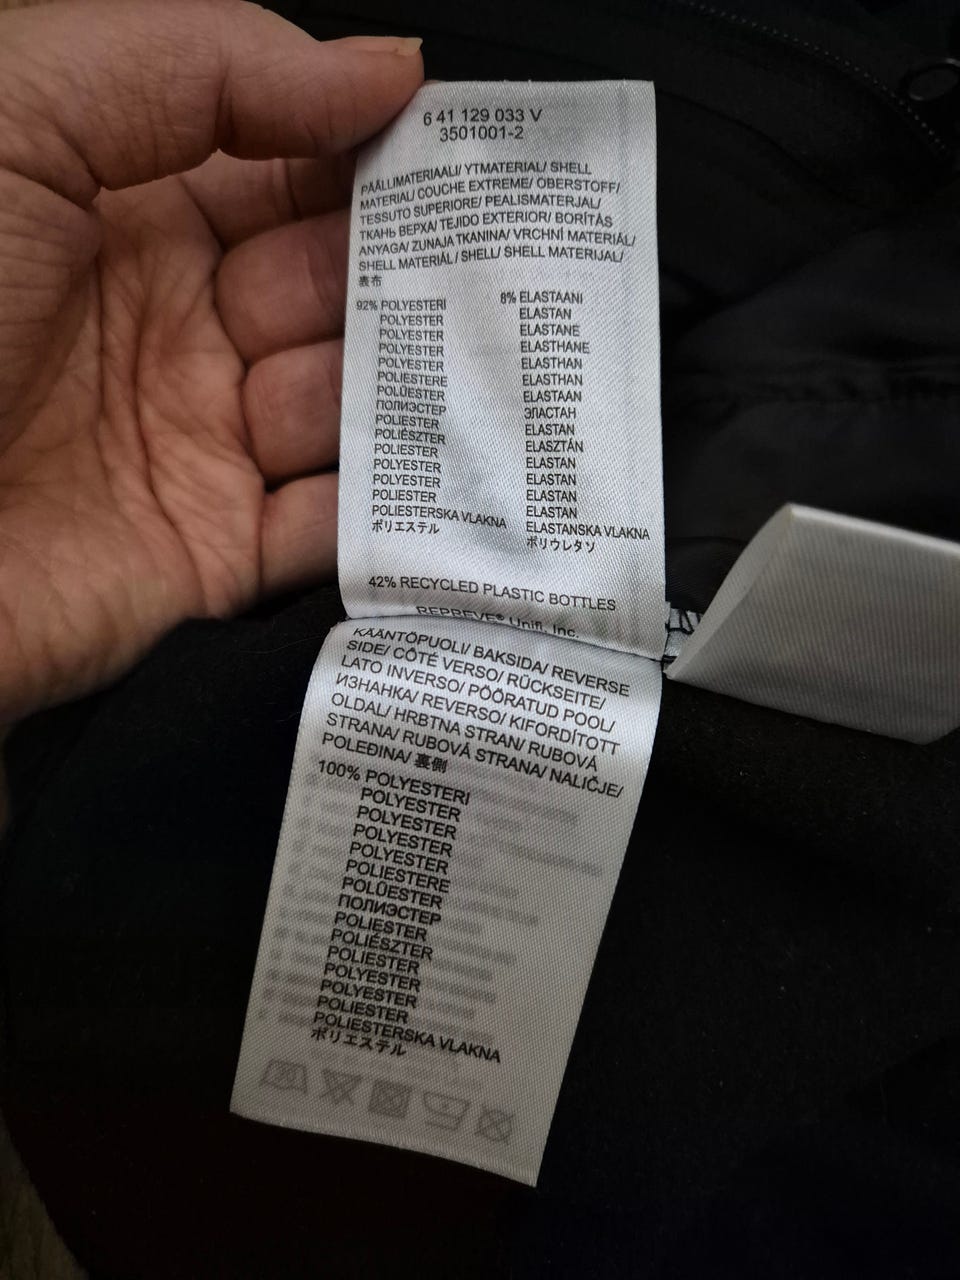 6 41 129 033 V
3501001-2
PÄÄLLIMATERIAALI/ YTMATERIAL/ SHELL
MATERIAL/ COUCHE EXTREME/ OBERSTOFF/
TESSUTO SUPERIORE/ PEALISMATERJAL/
ТКАНЬ ВЕРХА/ TEJIDO EXTERIOR/ BORÍTÁS
ANYAGA/ ZUNAJA TKANINA/ VRCHNÍ MATERIÁL/
SHELL MATERIÁL/ SHELL/ SHELL MATERIJAL/
表布
92% POLYESTERI 8% ELASTAANI
POLYESTER ELASTAN
POLYESTER ELASTANE
POLYESTER ELASTHANE
POLYESTER ELASTHAN
POLIESTERE ELASTHAN
POLÜESTER ELASTAAN
ПОЛИЭСТЕР ЭЛАСТАН
POLIESTER ELASTAN
POLIÉSZTER ELASZTÁN
POLIESTER ELASTAN
POLYESTER ELASTAN
POLYESTER ELASTAN
POLIESTER ELASTAN
POLIESTERSKA VLAKNA ELASTANSKA VLAKNA
ポリエステル ポリウレタン
42% RECYCLED PLASTIC BOTTLES
REPREVE® Unifi, Inc.
KÄÄNTÖPUOLI/ BAKSIDA/ REVERSE
SIDE/ CÔTÉ VERSO/ RÜCKSEITE/
LATO INVERSO/ PÖÖRATUD POOL/
ИЗНАНКА/ REVERSO/ KIFORDÍTOTT
OLDAL/ HRBTNA STRAN/ RUBOVÁ
STRANA/ RUBOVÁ STRANA/ NALIČJE/
POLEĐINA/ 裏側
100% POLYESTERI
POLYESTER
POLYESTER
POLYESTER
POLYESTER
POLIESTERE
POLÜESTER
ПОЛИЭСТЕР
POLIESTER
POLIÉSZTER
POLIESTER
POLYESTER
POLYESTER
POLIESTER
POLIESTERSKA VLAKNA
ポリエステル